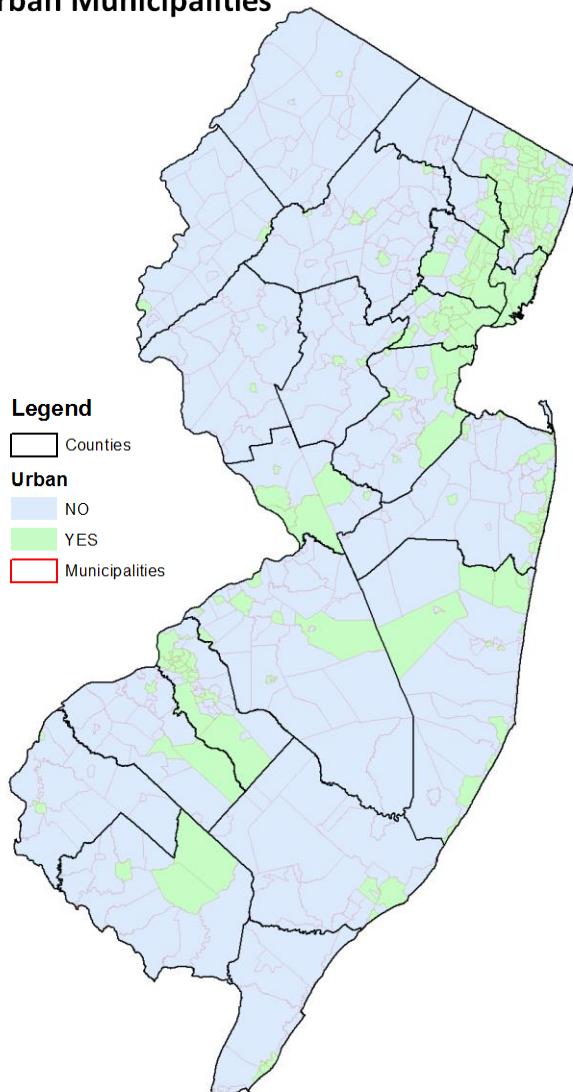 rban Municipalities
Legend
Counties
Urban
NO
YES
Municipalities